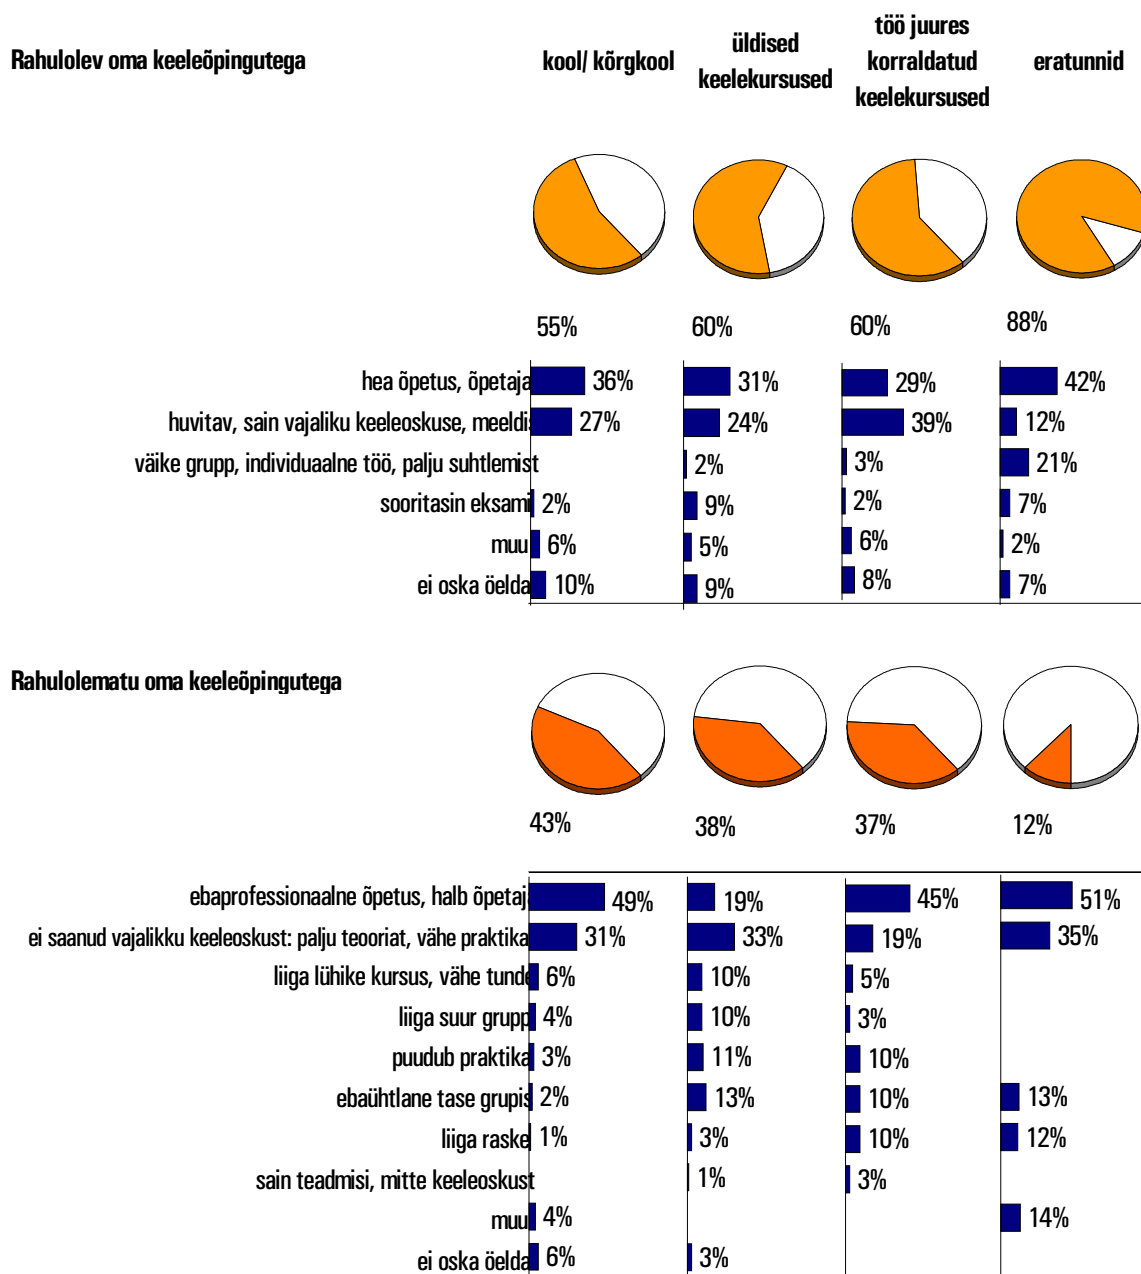 Rahulolev oma keeleõpingutega
kool/ kõrgkool
üldised
keelekursused
töö juures
korraldatud
keelekursused
eratunnid
55% 60% 60% 88%
hea õpetus, õpetaja 36% 31% 29% 42%
huvitav, sain vajaliku keeleoskuse, meeldis 27% 24% 39% 12%
väike grupp, individuaalne töö, palju suhtlemist 2% 3% 21%
sooritasin eksami 2% 9% 2% 7%
muu 6% 5% 6% 2%
ei oska öelda 10% 9% 8% 7%
Rahulolematu oma keeleõpingutega
43% 38% 37% 12%
ebaprofessionaalne õpetus, halb õpetaja 49% 19% 45% 51%
ei saanud vajalikku keeleoskust: palju teooriat, vähe praktika 31% 33% 19% 35%
liiga lühike kursus, vähe tunde 6% 10% 5%
liiga suur grupp 4% 10% 3%
puudub praktika 3% 11% 10%
ebaühtlane tase grupis 2% 13% 10% 13%
liiga raske 1% 3% 10% 12%
sain teadmisi, mitte keeleoskust 1% 3%
muu 4% 14%
ei oska öelda 6% 3%